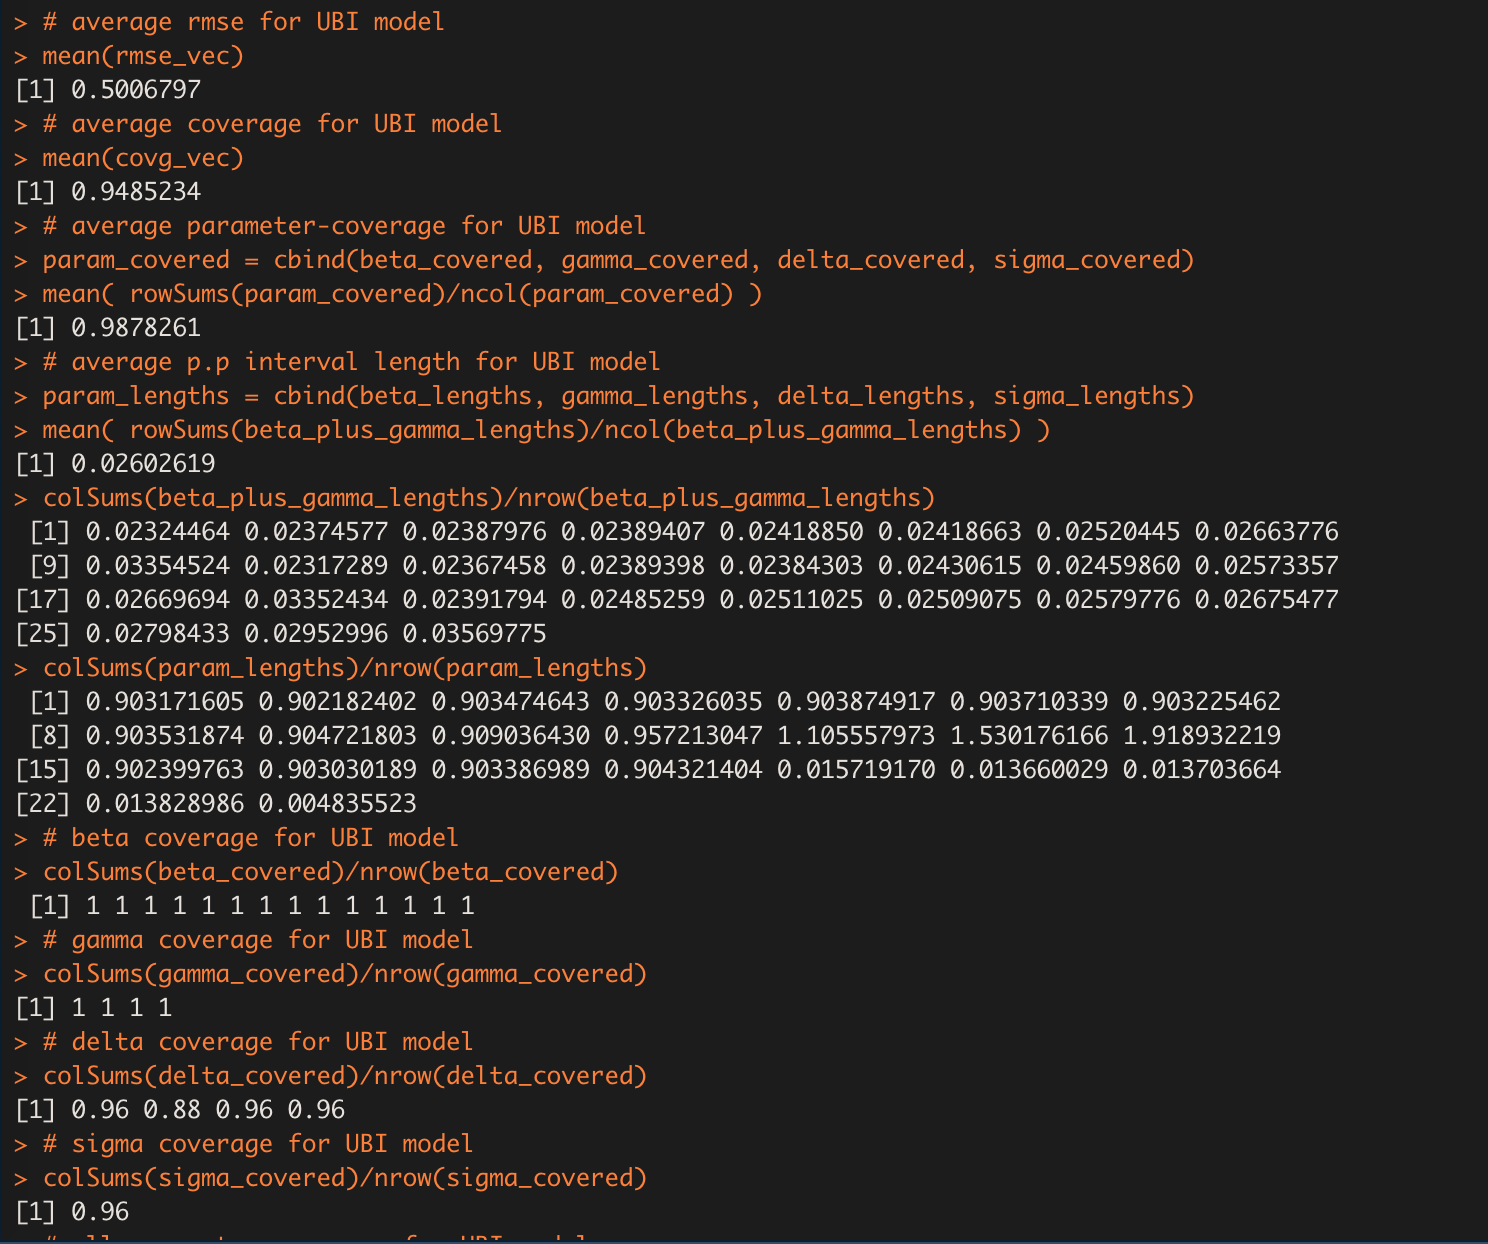 > # average rmse for UBI model
> mean(rmse_vec)
[1] 0.5006797
> # average coverage for UBI model
> mean(covg_vec)
[1] 0.9485234
> # average parameter-coverage for UBI model
> param_covered = cbind(beta_covered, gamma_covered, delta_covered, sigma_covered)
> mean( rowSums(param_covered)/ncol(param_covered) )
[1] 0.9878261
> # average p.p interval length for UBI model
> param_lengths = cbind(beta_lengths, gamma_lengths, delta_lengths, sigma_lengths)
> mean( rowSums(beta_plus_gamma_lengths)/ncol(beta_plus_gamma_lengths) )
[1] 0.02602619
> colSums(beta_plus_gamma_lengths)/nrow(beta_plus_gamma_lengths)
[1] 0.02324464 0.02374577 0.02387976 0.02389407 0.02418850 0.02418663 0.02520445 0.02663776
[9] 0.03354524 0.02317289 0.02367458 0.02389398 0.02384303 0.02430615 0.02459860 0.02573357
[17] 0.02669694 0.03352434 0.02391794 0.02485259 0.02511025 0.02509075 0.02579776 0.02675477
[25] 0.02798433 0.02952996 0.03569775
> colSums(param_lengths)/nrow(param_lengths)
[1] 0.903171605 0.902182402 0.903474643 0.903326035 0.903874917 0.903710339 0.903225462
[8] 0.903531874 0.904721803 0.909036430 0.957213047 1.105557973 1.530176166 1.918932219
[15] 0.902399763 0.903030189 0.903386989 0.904321404 0.015719170 0.013660029 0.013703664
[22] 0.013828986 0.004835523
> # beta coverage for UBI model
> colSums(beta_covered)/nrow(beta_covered)
[1] 1 1 1 1 1 1 1 1 1 1 1 1 1 1
> # gamma coverage for UBI model
> colSums(gamma_covered)/nrow(gamma_covered)
[1] 1 1 1 1
> # delta coverage for UBI model
> colSums(delta_covered)/nrow(delta_covered)
[1] 0.96 0.88 0.96 0.96
> # sigma coverage for UBI model
> colSums(sigma_covered)/nrow(sigma_covered)
[1] 0.96